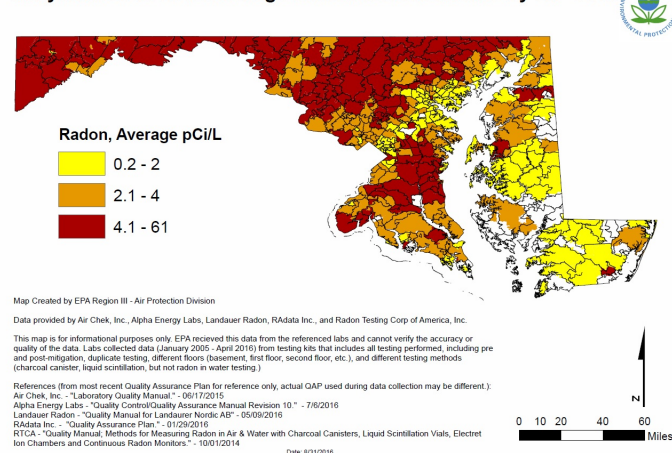 ENVIRONMENTAL PROTECTIO
Radon, Average pCi/L
0.2 - 2
2.1 - 4
4.1 - 61
Map Created by EPA Region III - Air Protection Division
Data provided by Air Chek, Inc., Alpha Energy Labs, Landauer Radon, RAdata Inc., and Radon Testing Corp of America, Inc.
This map is for informational purposes only. EPA recieved this data from the referenced labs and cannot verify the accuracy or
quality of the data. Labs collected data (January 2005 - April 2016) from testing kits that includes all testing performed, including pre
and post-mitigation, duplicate testing, different floors (basement, first floor, second floor, etc.), and different testing methods
(charcoal canister, liquid scintillation, but not radon in water testing.)
References (from most recent Quality Assurance Plan for reference only, actual QAP used during data collection may be different.):
Air Chek, Inc. - "Laboratory Quality Manual." - 06/17/2015
Alpha Energy Labs - "Quality Control/Quality Assurance Manual Revision 10." - 7/6/2016
Landauer Radon - "Quality Manual for Landauer Nordic AB" - 05/09/2016
RAdata Inc. - "Quality Assurance Plan." - 01/29/2016
RTCA - "Quality Manual; Methods for Measuring Radon in Air & Water with Charcoal Canisters, Liquid Scintillation Vials, Electret
Ion Chambers and Continuous Radon Monitors." - 10/01/2014
Date: 8/31/2016
N
0 10 20 40 60
Miles